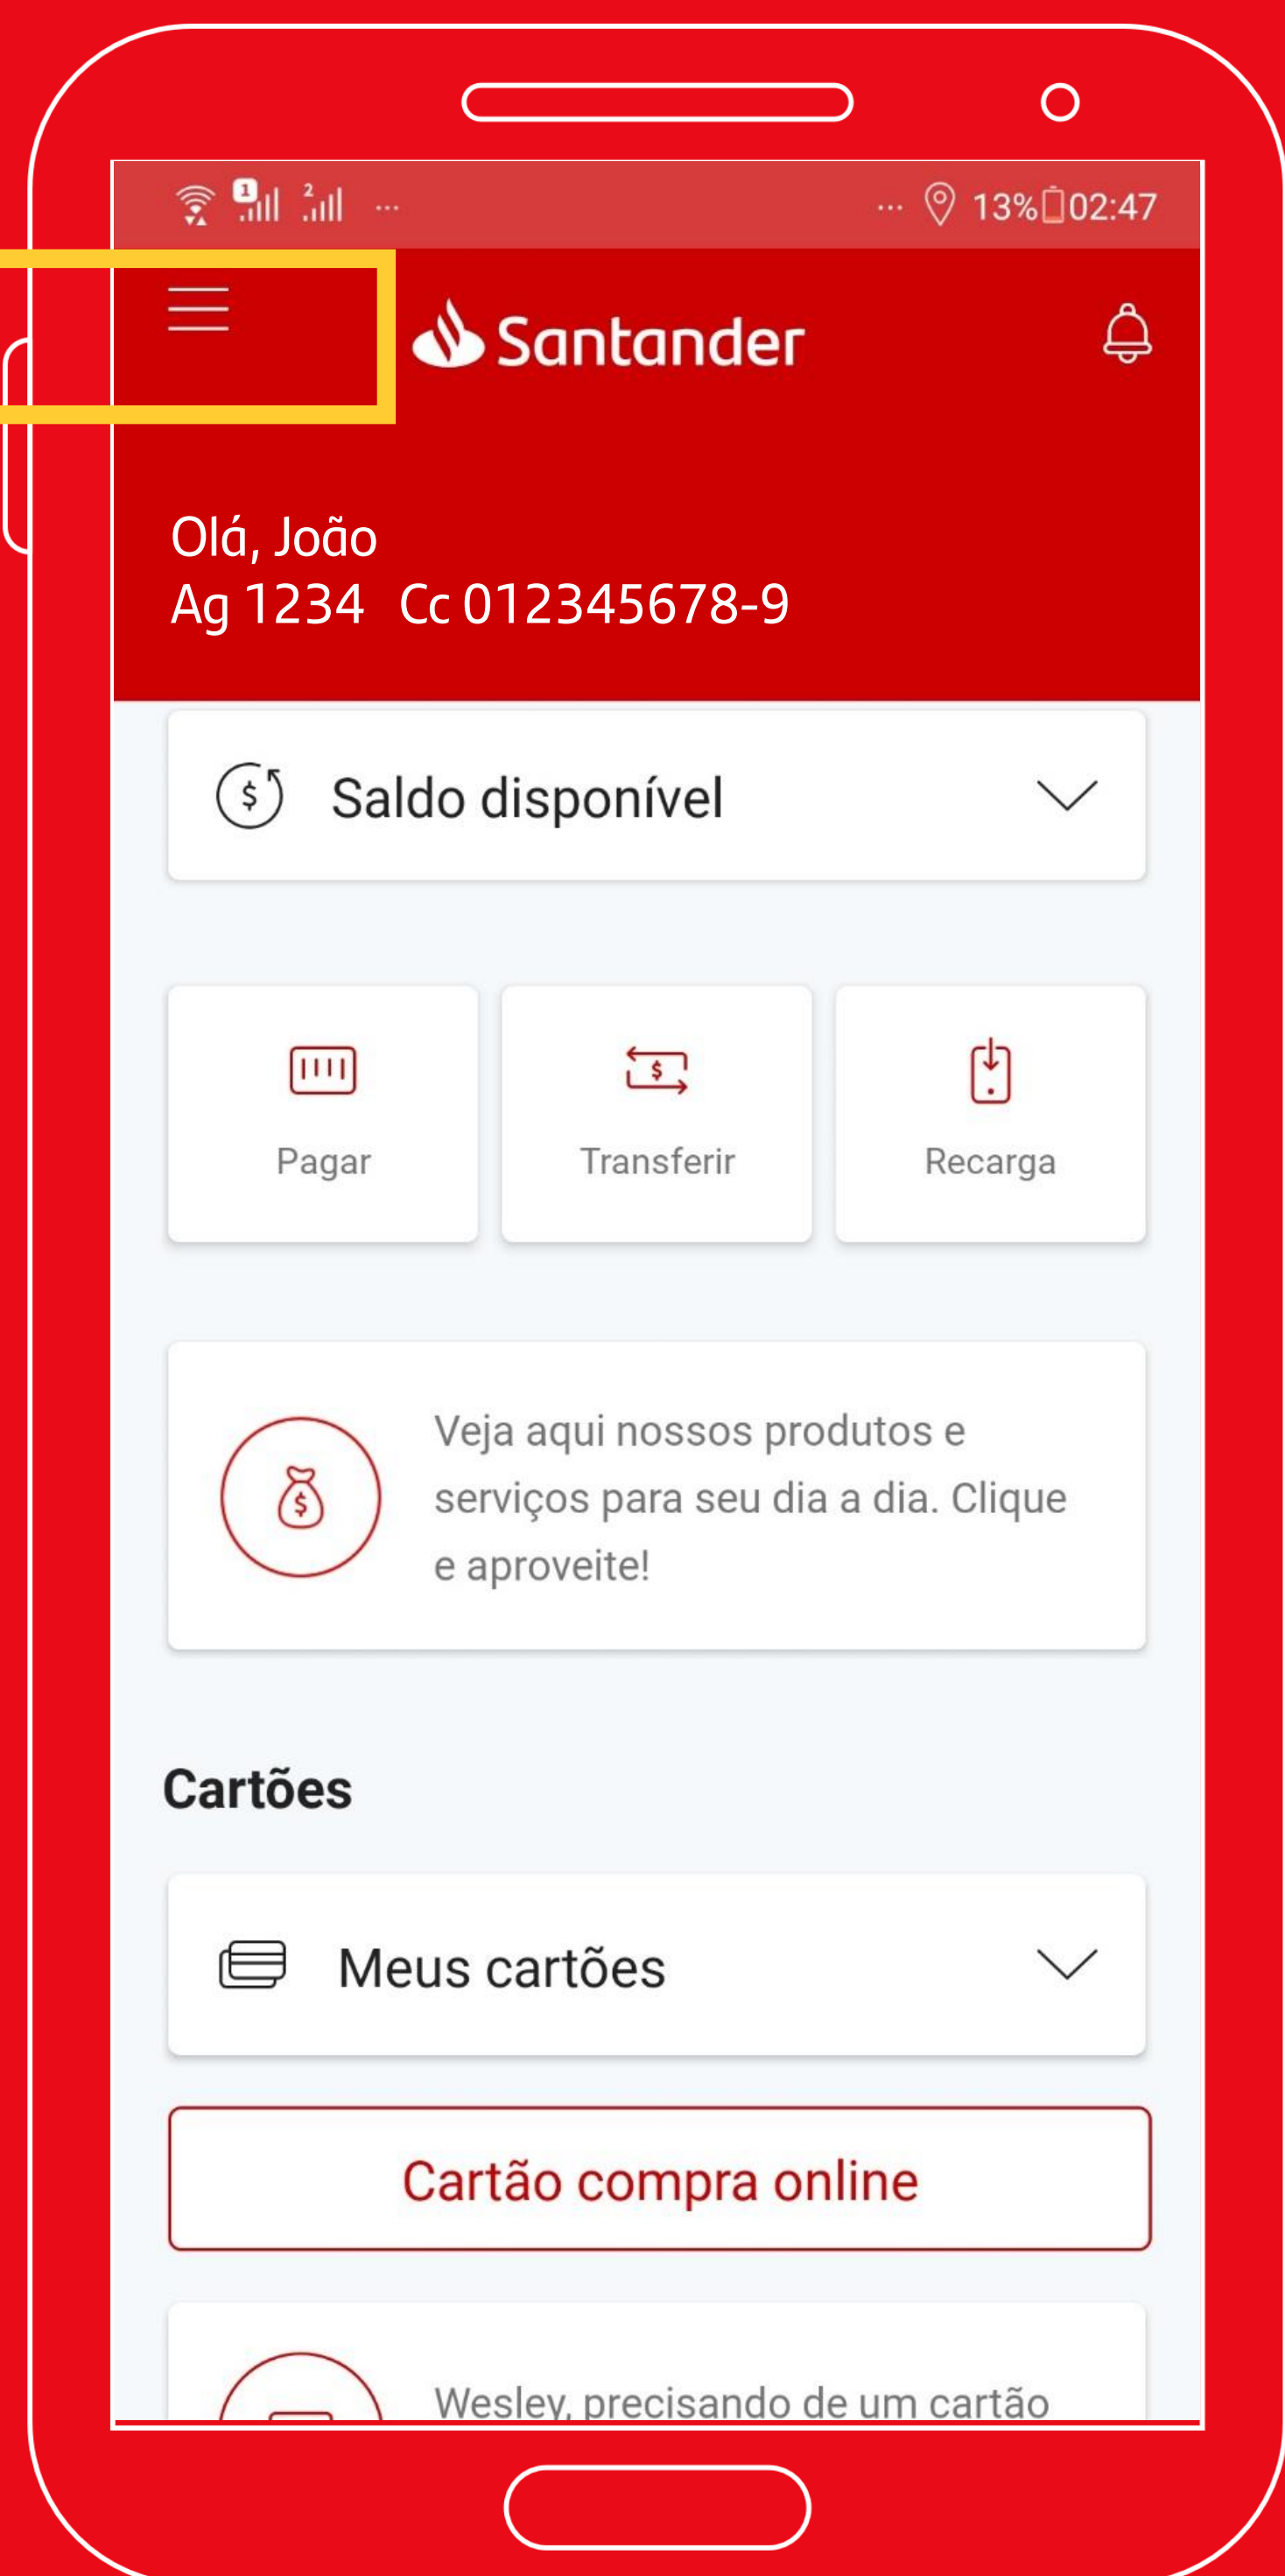 1 2 ... ... 13% 02:47
Santander
Olá, João
Ag 1234 Cc 012345678-9
Saldo disponível
Pagar Transferir Recarga
Veja aqui nossos produtos e
serviços para seu dia a dia. Clique
e aproveite!
Cartões
Meus cartões
Cartão compra online
Wesley, precisando de um cartão